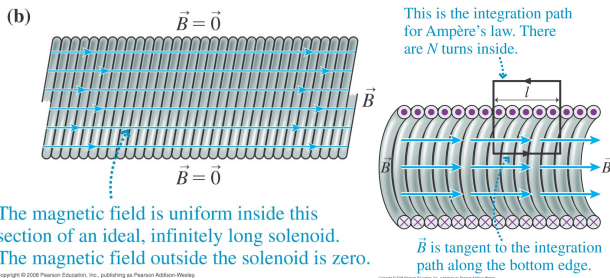 (b)
B⃗ = 0⃗
B⃗
B⃗ = 0⃗
The magnetic field is uniform inside this
section of an ideal, infinitely long solenoid.
The magnetic field outside the solenoid is zero.
Copyright © 2008 Pearson Education, Inc., publishing as Pearson Addison-Wesley.
This is the integration path
for Ampère's law. There
are N turns inside.
l
B⃗
B⃗
B⃗ is tangent to the integration
path along the bottom edge.